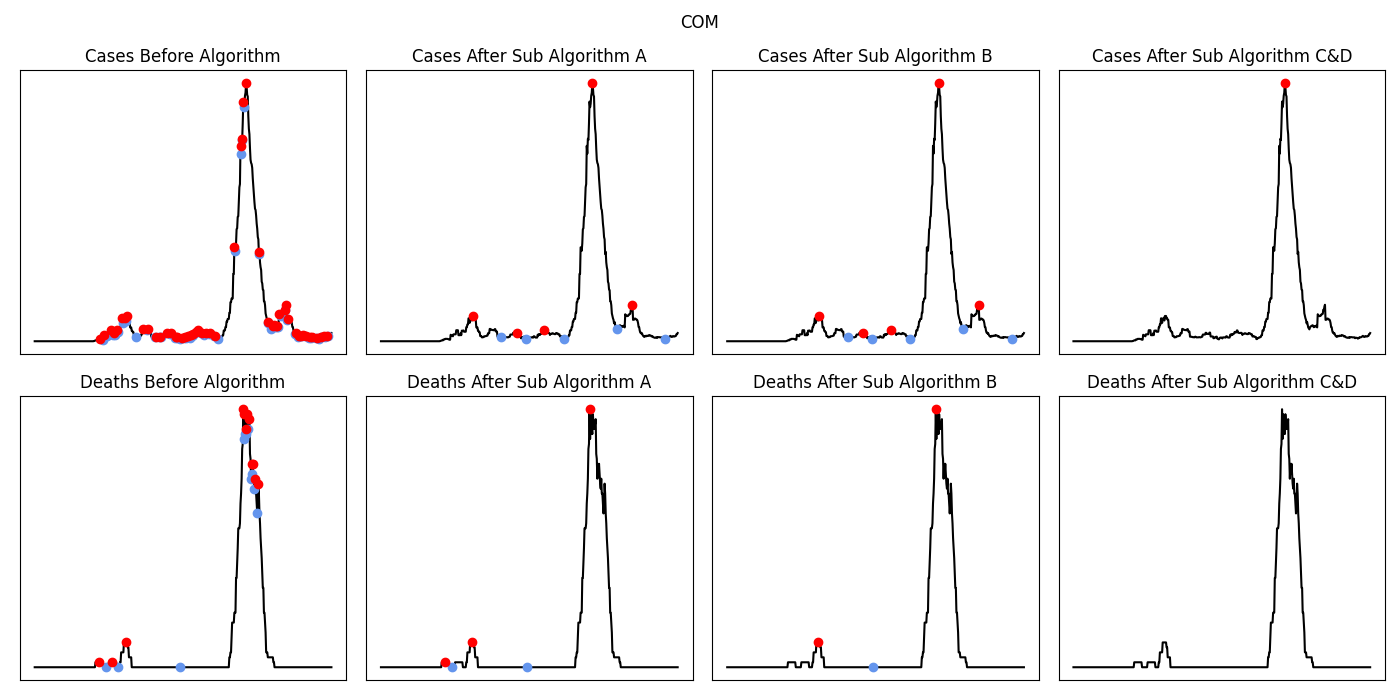 COM
Cases Before Algorithm
Cases After Sub Algorithm A
Cases After Sub Algorithm B
Cases After Sub Algorithm C&D
Deaths Before Algorithm
Deaths After Sub Algorithm A
Deaths After Sub Algorithm B
Deaths After Sub Algorithm C&D